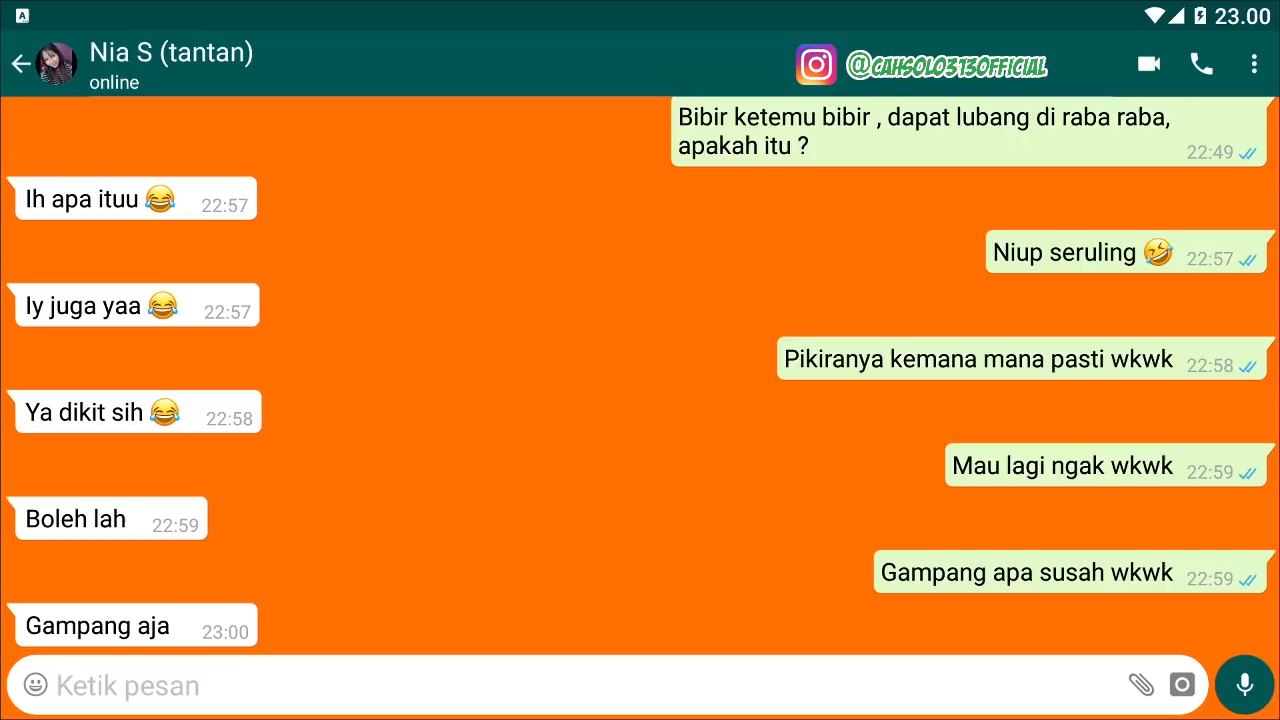 A
23.00
Nia S (tantan)
online
@CAHSOLO313OFFICIAL
Bibir ketemu bibir , dapat lubang di raba raba,
apakah itu ?
22:49
Ih apa ituu 😂 22:57
Niup seruling 🤣 22:57
Iy juga yaa 😂 22:57
Pikiranya kemana mana pasti wkwk 22:58
Ya dikit sih 😂 22:58
Mau lagi ngak wkwk 22:59
Boleh lah 22:59
Gampang apa susah wkwk 22:59
Gampang aja 23:00
Ketik pesan